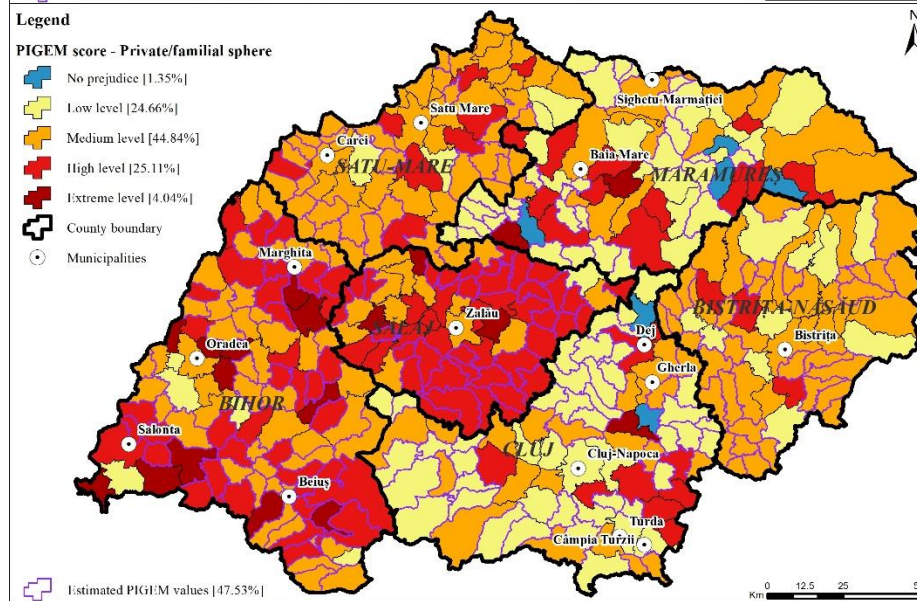 Legend
PIGEM score - Private/familial sphere
No prejudice [1.35%]
Low level [24.66%]
Medium level [44.84%]
High level [25.11%]
Extreme level [4.04%]
County boundary
Municipalities
N
Satu Mare
Sighetu Marmației
Carei
Baia Mare
SATU-MARE
MARAMUREȘ
Marghita
BISTRIȚA-NĂSĂUD
Zalău
SĂLAJ
Dej
Bistrița
Oradea
Gherla
BIHOR
Salonta
CLUJ
Cluj-Napoca
Beiuș
Turda
Câmpia Turzii
Estimated PIGEM values [47.53%]
0 12.5 25
Km